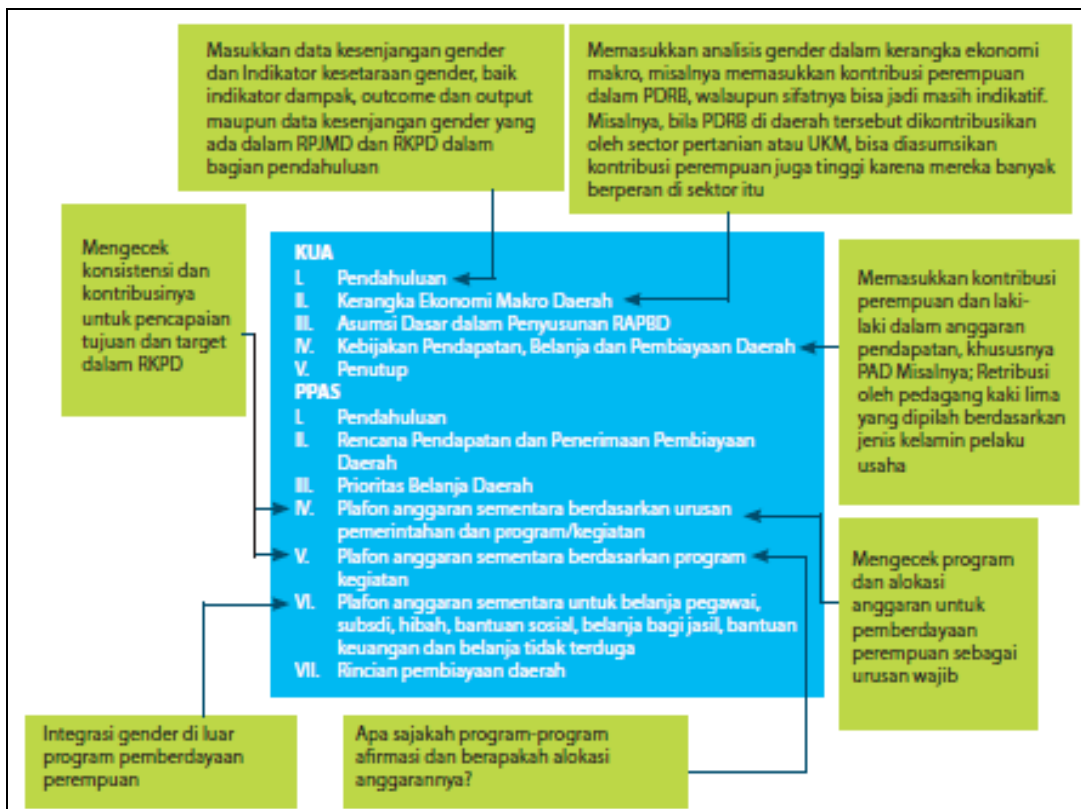 Masukkan data kesenjangan gender
dan Indikator kesetaraan gender, baik
indikator dampak, outcome dan output
maupun data kesenjangan gender yang
ada dalam RPJMD dan RKPD dalam
bagian pendahuluan
Memasukkan analisis gender dalam kerangka ekonomi
makro, misalnya memasukkan kontribusi perempuan
dalam PDRB, walaupun sifatnya bisa jadi masih indikatif.
Misalnya, bila PDRB di daerah tersebut dikontribusikan
oleh sector pertanian atau UKM, bisa diasumsikan
kontribusi perempuan juga tinggi karena mereka banyak
berperan di sektor itu
Mengecek
konsistensi dan
kontribusinya
untuk pencapaian
tujuan dan target
dalam RKPD
KUA
I. Pendahuluan
II. Kerangka Ekonomi Makro Daerah
III. Asumsi Dasar dalam Penyusunan RAPBD
IV. Kebijakan Pendapatan, Belanja dan Pembiayaan Daerah
V. Penutup
PPAS
I. Pendahuluan
II. Rencana Pendapatan dan Penerimaan Pembiayaan
Daerah
III. Prioritas Belanja Daerah
IV. Plafon anggaran sementara berdasarkan urusan
pemerintahan dan program/kegiatan
V. Plafon anggaran sementara berdasarkan program
kegiatan
VI. Plafon anggaran sementara untuk belanja pegawai,
subsdi, hibah, bantuan sosial, belanja bagi jasil, bantuan
keuangan dan belanja tidak terduga
VII. Rincian pembiayaan daerah
Memasukkan kontribusi
perempuan dan laki-
laki dalam anggaran
pendapatan, khususnya
PAD Misalnya; Retribusi
oleh pedagang kaki lima
yang dipilah berdasarkan
jenis kelamin pelaku
usaha
Mengecek program
dan alokasi
anggaran untuk
pemberdayaan
perempuan sebagai
urusan wajib
Integrasi gender di luar
program pemberdayaan
perempuan
Apa sajakah program-program
afirmasi dan berapakah alokasi
anggarannya?